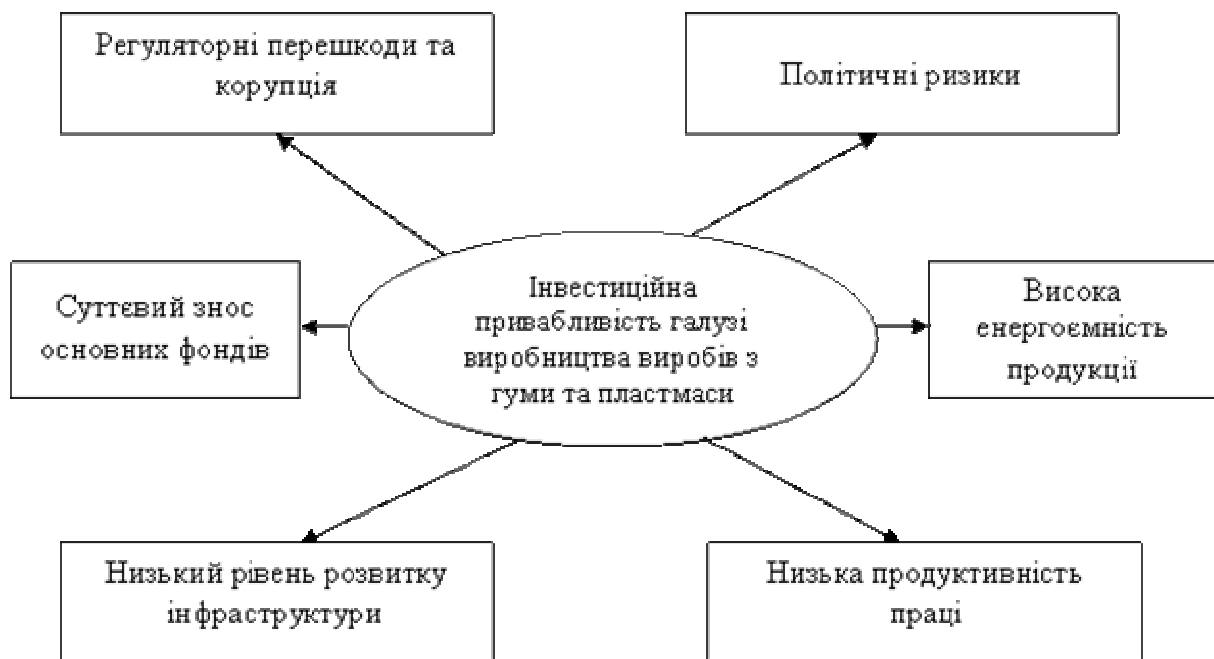 Регуляторні перешкоди та
корупція
Політичні ризики
Суттєвий знос
основних фондів
Інвестиційна
привабливість галузі
виробництва виробів з
гуми та пластмаси
Висока
енергоємність
продукції
Низький рівень розвитку
інфраструктури
Низька продуктивність
праці